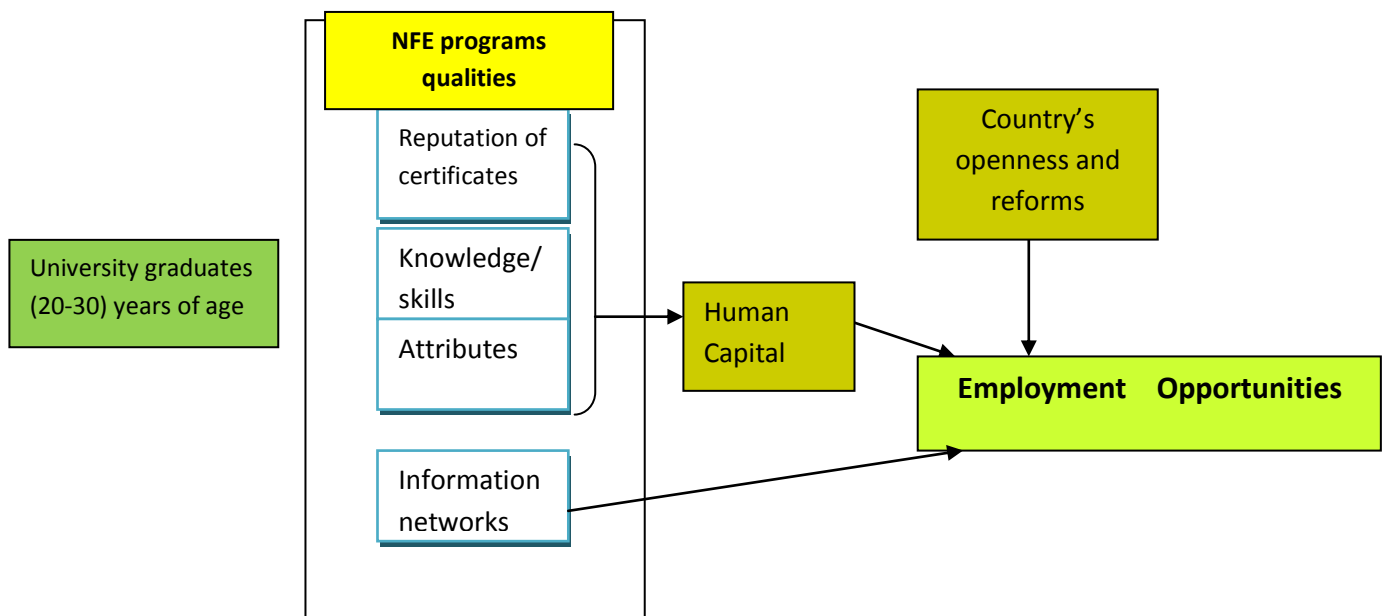 NFE programs
qualities
Reputation of
certificates
Knowledge/
skills
Attributes
Information
networks
University graduates
(20-30) years of age
Human
Capital
Country’s
openness and
reforms
Employment Opportunities